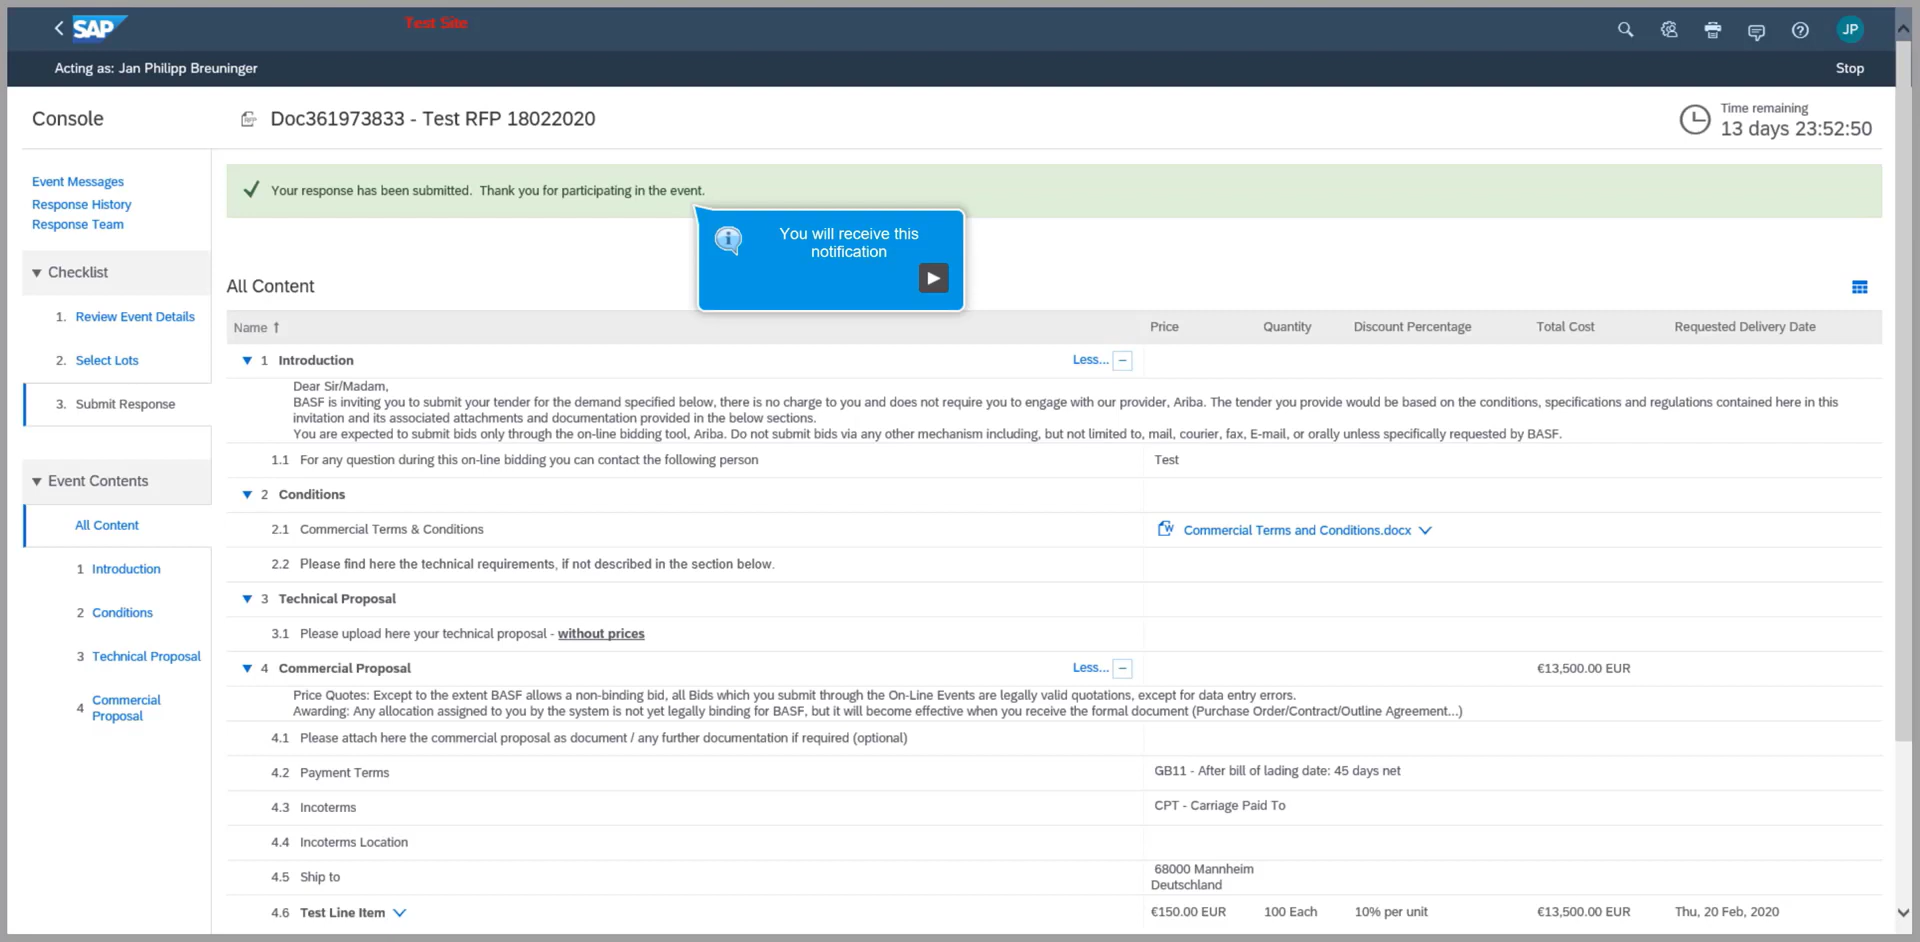 SAP
Test Site
JP
Acting as: Jan Philipp Breuninger
Stop
Console
Doc361973833 - Test RFP 18022020
Time remaining
13 days 23:52:50
Event Messages
Response History
Response Team
Your response has been submitted.  Thank you for participating in the event.
You will receive this
notification
Checklist
1. Review Event Details
2. Select Lots
3. Submit Response
Event Contents
All Content
1 Introduction
2 Conditions
3 Technical Proposal
4 Commercial
Proposal
All Content
Name ↑ Price Quantity Discount Percentage Total Cost Requested Delivery Date
1 Introduction Less... −
Dear Sir/Madam,
BASF is inviting you to submit your tender for the demand specified below, there is no charge to you and does not require you to engage with our provider, Ariba. The tender you provide would be based on the conditions, specifications and regulations contained here in this
invitation and its associated attachments and documentation provided in the below sections.
You are expected to submit bids only through the on-line bidding tool, Ariba. Do not submit bids via any other mechanism including, but not limited to, mail, courier, fax, E-mail, or orally unless specifically requested by BASF.
1.1 For any question during this on-line bidding you can contact the following person Test
2 Conditions
2.1 Commercial Terms & Conditions Commercial Terms and Conditions.docx
2.2 Please find here the technical requirements, if not described in the section below.
3 Technical Proposal
3.1 Please upload here your technical proposal - without prices
4 Commercial Proposal Less... − €13,500.00 EUR
Price Quotes: Except to the extent BASF allows a non-binding bid, all Bids which you submit through the On-Line Events are legally valid quotations, except for data entry errors.
Awarding: Any allocation assigned to you by the system is not yet legally binding for BASF, but it will become effective when you receive the formal document (Purchase Order/Contract/Outline Agreement...)
4.1 Please attach here the commercial proposal as document / any further documentation if required (optional)
4.2 Payment Terms GB11 - After bill of lading date: 45 days net
4.3 Incoterms CPT - Carriage Paid To
4.4 Incoterms Location
4.5 Ship to 68000 Mannheim
Deutschland
4.6 Test Line Item €150.00 EUR 100 Each 10% per unit €13,500.00 EUR Thu, 20 Feb, 2020